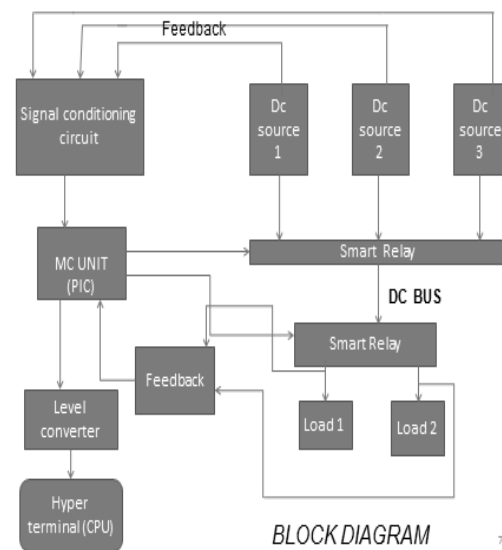 Feedback
Signal conditioning
circuit
Dc
source
1
Dc
source
2
Dc
source
3
MC UNIT
(PIC)
Smart Relay
DC BUS
Smart Relay
Feedback
Level
converter
Load 1
Load 2
Hyper
terminal (CPU)
BLOCK DIAGRAM